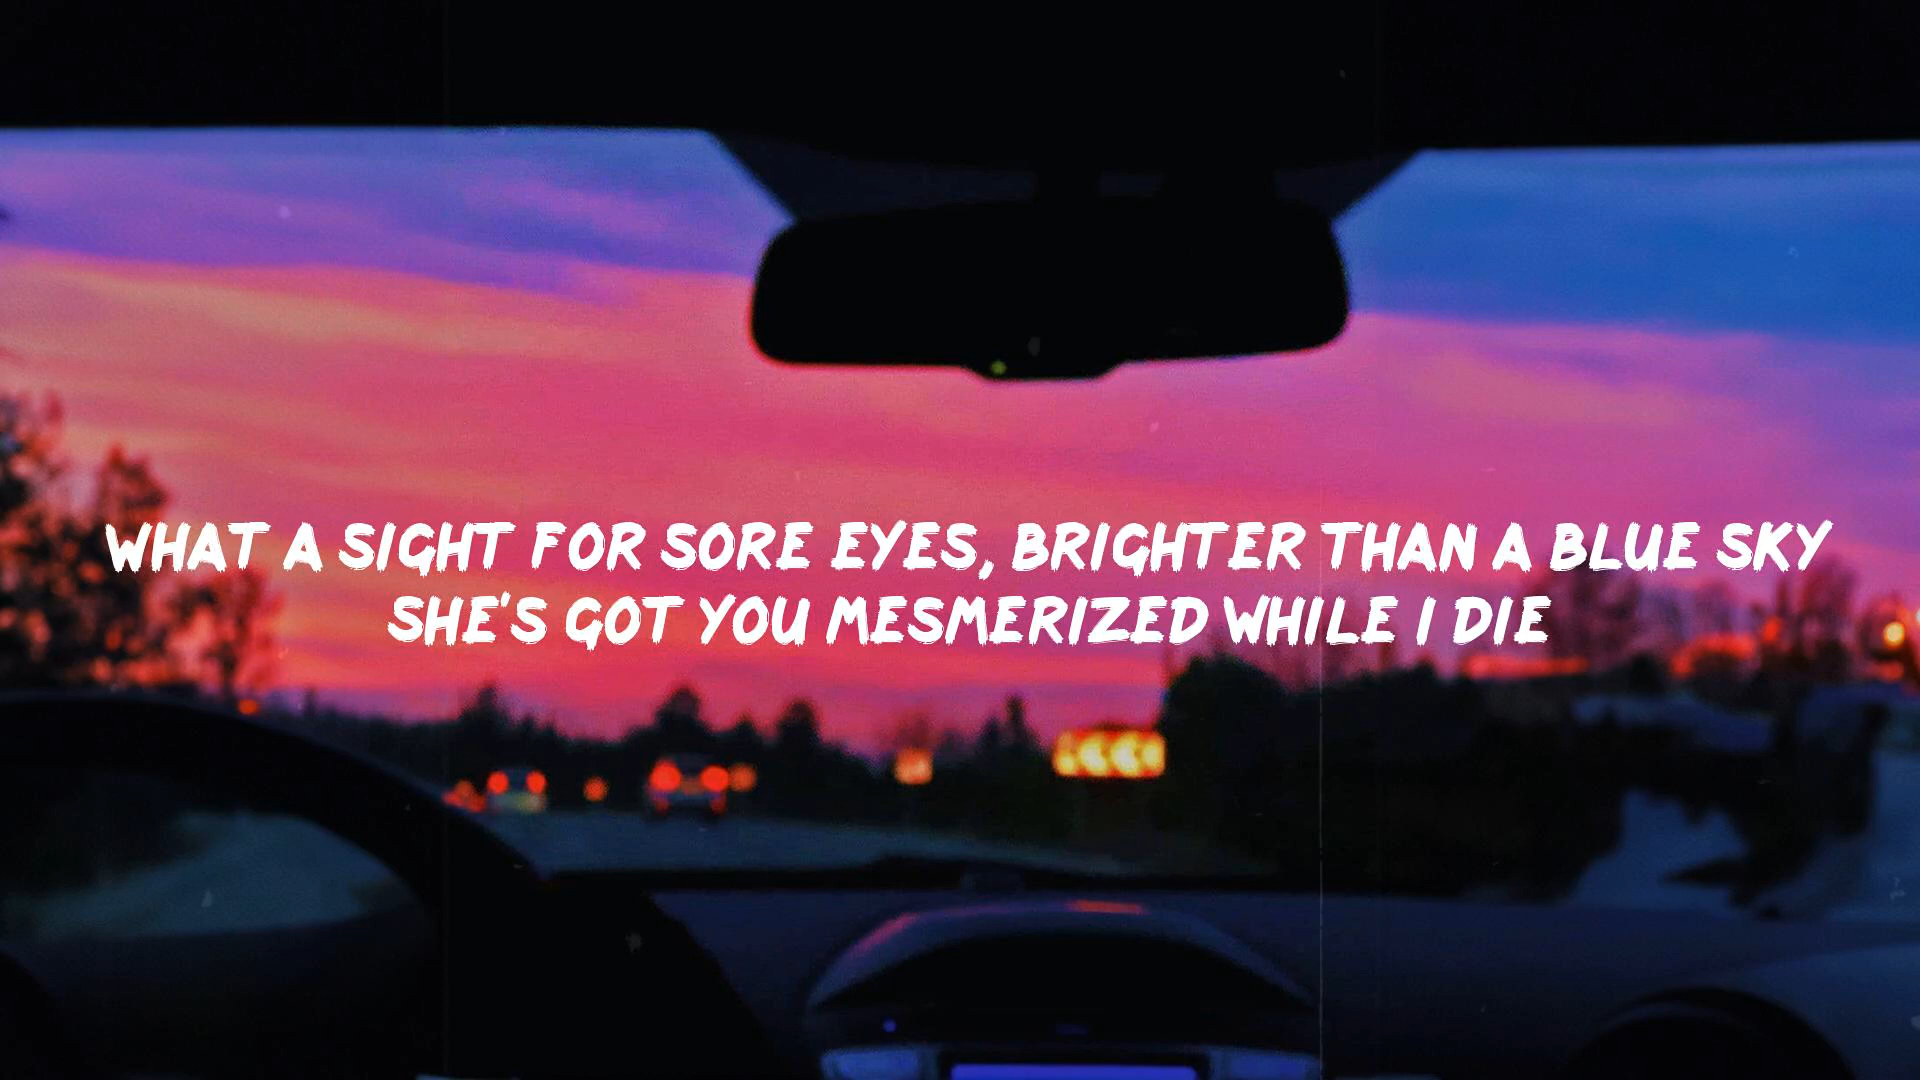 WHAT A SIGHT FOR SORE EYES, BRIGHTER THAN A BLUE SKY
SHE'S GOT YOU MESMERIZED WHILE I DIE